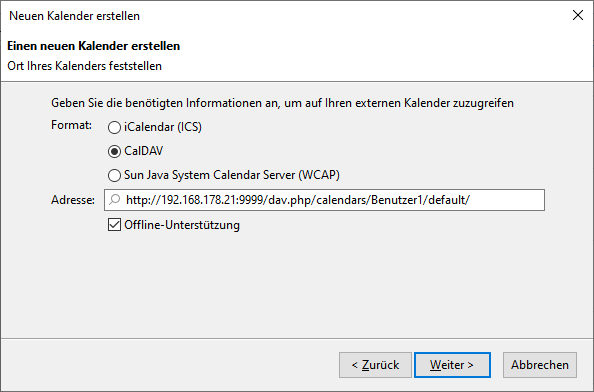 Neuen Kalender erstellen
Einen neuen Kalender erstellen
Ort Ihres Kalenders feststellen
Geben Sie die benötigten Informationen an, um auf Ihren externen Kalender zuzugreifen
Format:
iCalendar (ICS)
CalDAV
Sun Java System Calendar Server (WCAP)
Adresse: http://192.168.178.21:9999/dav.php/calendars/Benutzer1/default/
Offline-Unterstützung
< Zurück Weiter > Abbrechen